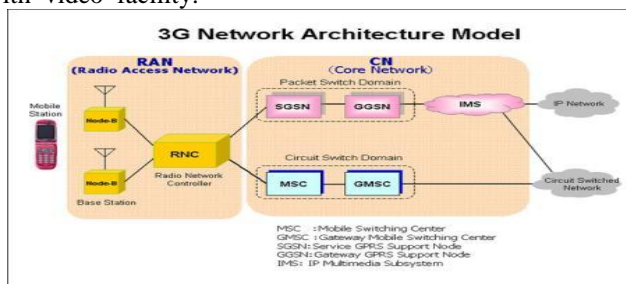 with video facility.
3G Network Architecture Model
RAN
(Radio Access Network)
CN
(Core Network)
Packet Switch Domain
Mobile
Station
Node-B
SGSN
GGSN
IMS
IP Network
RNC
Radio Network
Controller
Circuit Switch Domain
Node-B
Base Station
MSC
GMSC
Circuit Switched
Network
MSC :Mobile Switching Center
GMSC :Gateway Mobile Switching Center
SGSN:Service GPRS Support Node
GGSN:Gateway GPRS Support Node
IMS: IP Multimedia Subsystem